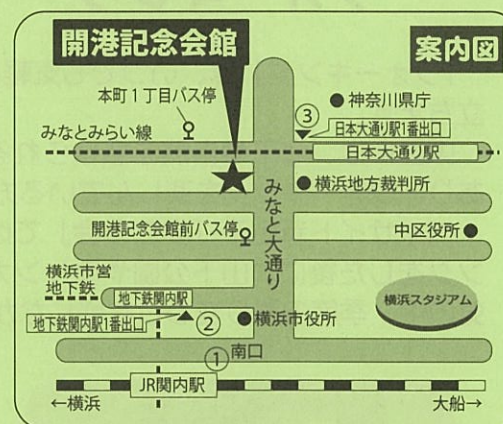 開港記念会館
案内図
本町1丁目バス停
③
●神奈川県庁
みなとみらい線
日本大通り駅1番出口
日本大通り駅
●横浜地方裁判所
みなと大通り
開港記念会館前バス停
中区役所●
横浜市営
地下鉄
地下鉄関内駅
横浜スタジアム
地下鉄関内駅1番出口
②
●横浜市役所
①南口
JR関内駅
←横浜
大船→